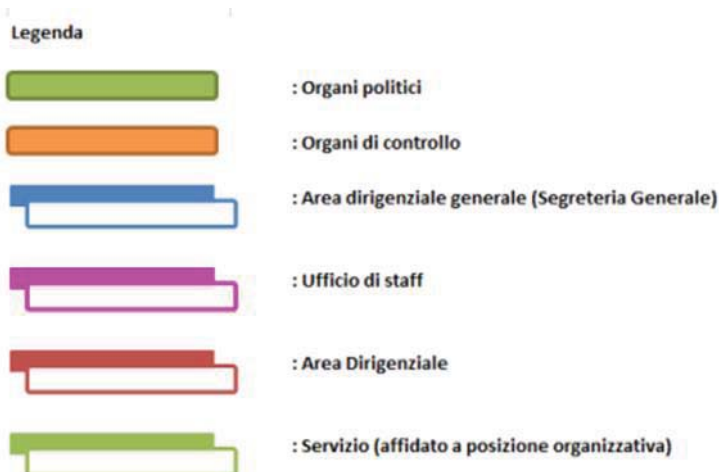 Legenda
: Organi politici
: Organi di controllo
: Area dirigenziale generale (Segreteria Generale)
: Ufficio di staff
: Area Dirigenziale
: Servizio (affidato a posizione organizzativa)